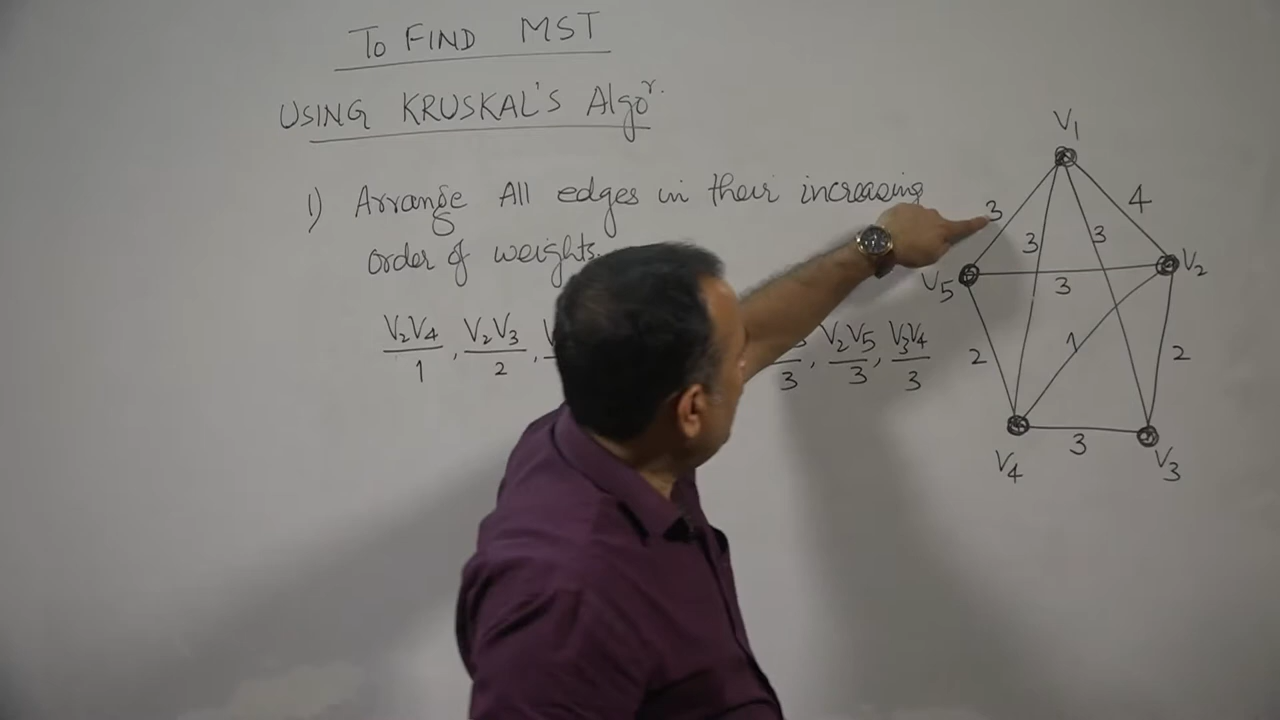 To FIND MST
USING KRUSKAL'S Algoʳ.
1) Arrange All edges in their increasing
order of weights.
V₂V₄/1, V₂V₃/2, 3, V₂V₅/3, V₃V₄/3
V₁
4
3
3
3
V₅
V₂
3
2
1
2
3
V₄
V₃